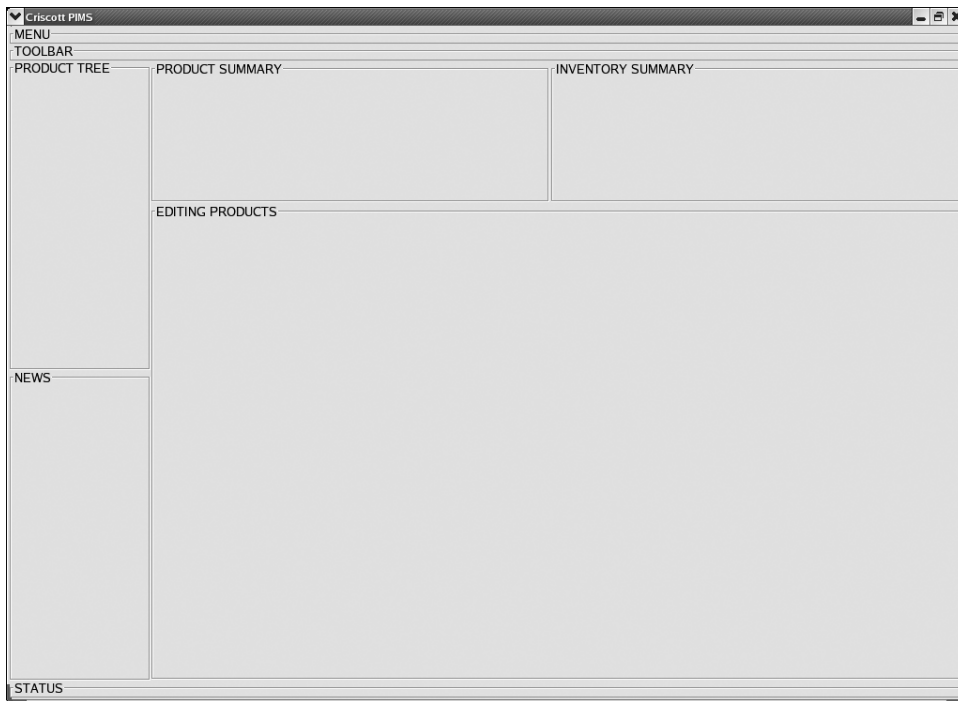 Criscott PIMS
MENU
TOOLBAR
PRODUCT TREE
PRODUCT SUMMARY
INVENTORY SUMMARY
EDITING PRODUCTS
NEWS
STATUS